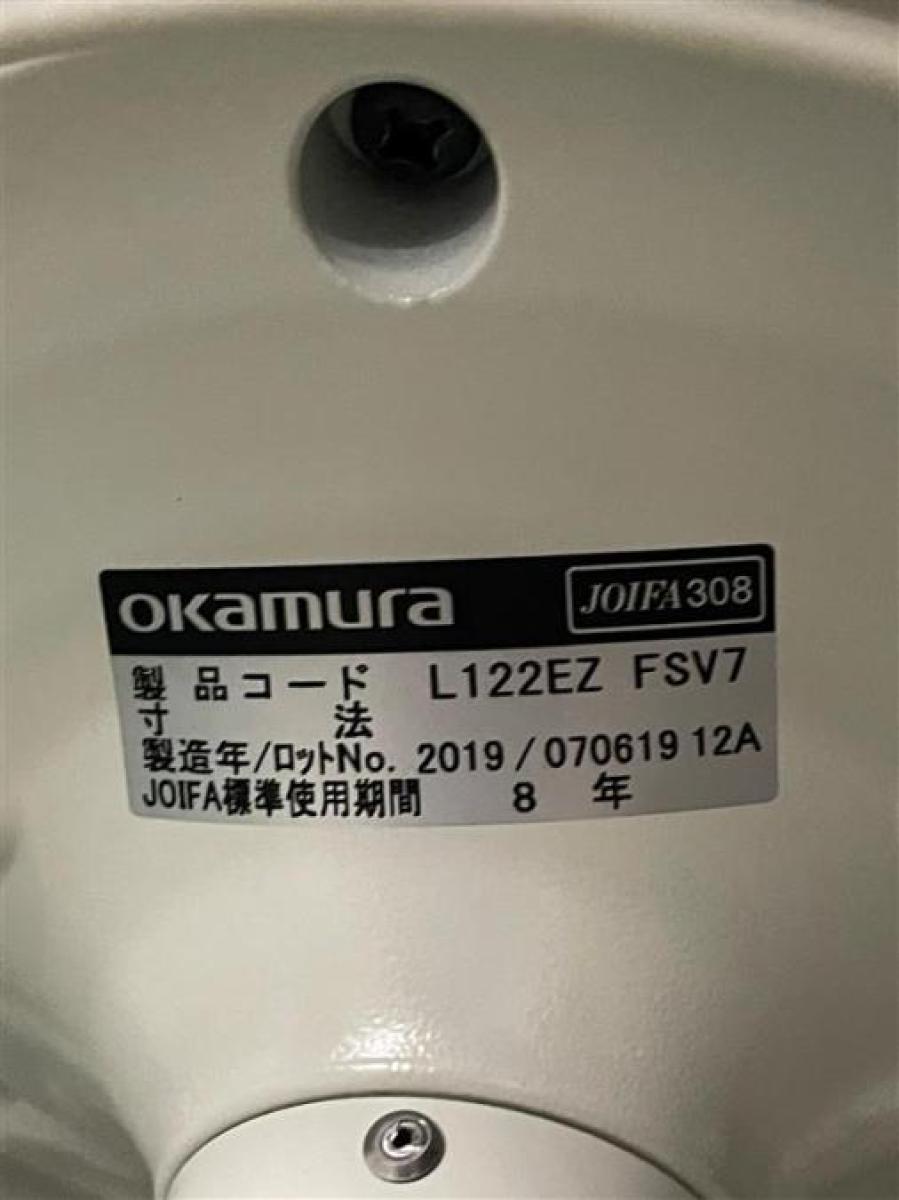 okamura JOIFA308
製品コード L122EZ FSV7
寸法
製造年/ロットNo. 2019 / 070619 12A
JOIFA標準使用期間 8 年